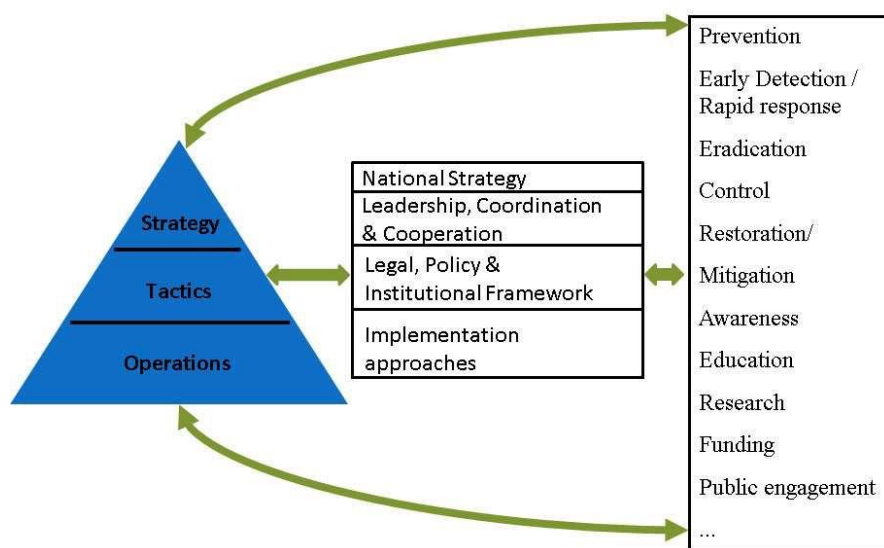 Strategy
Tactics
Operations
National Strategy
Leadership, Coordination
& Cooperation
Legal, Policy &
Institutional Framework
Implementation
approaches
Prevention
Early Detection /
Rapid response
Eradication
Control
Restoration/
Mitigation
Awareness
Education
Research
Funding
Public engagement
...